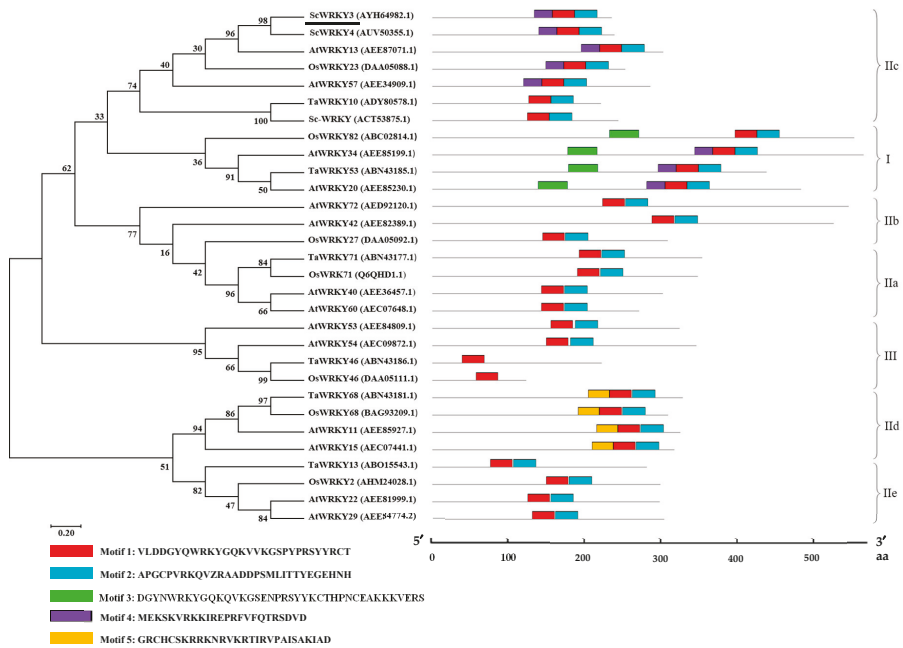 98 ScWRKY3 (AYH64982.1)
96 ScWRKY4 (AUV50355.1)
30 AtWRKY13 (AEE87071.1)
40 OsWRKY23 (DAA05088.1)
IIc
74 AtWRKY57 (AEE34909.1)
TaWRKY10 (ADY80578.1)
33 100 Sc-WRKY (ACT53875.1)
OsWRKY82 (ABC02814.1)
62 36 AtWRKY34 (AEE85199.1)
I
91 TaWRKY53 (ABN43185.1)
50 AtWRKY20 (AEE85230.1)
AtWRKY72 (AED92120.1)
77 AtWRKY42 (AEE82389.1)
IIb
16 OsWRKY27 (DAA05092.1)
42 84 TaWRKY71 (ABN43177.1)
OsWRK71 (Q6QHD1.1)
IIa
96 AtWRKY40 (AEE36457.1)
66 AtWRKY60 (AEC07648.1)
AtWRKY53 (AEE84809.1)
95 AtWRKY54 (AEC09872.1)
III
66 TaWRKY46 (ABN43186.1)
99 OsWRKY46 (DAA05111.1)
97 TaWRKY68 (ABN43181.1)
86 OsWRKY68 (BAG93209.1)
IId
94 AtWRKY11 (AEE85927.1)
AtWRKY15 (AEC07441.1)
51 TaWRKY13 (ABO15543.1)
82 OsWRKY2 (AHM24028.1)
IIe
47 AtWRKY22 (AEE81999.1)
84 AtWRKY29 (AEE84774.2)
0.20
5′ 3′
0 100 200 300 400 500 aa
Motif 1: VLDDGYQWRKYGQKVVKGSPYPRSYYRCT
Motif 2: APGCPVRKQVZRAADDPSMLITTYEGEHNH
Motif 3: DGYNWRKYGQKQVKGSENPRSYYKCTHPNCEAKKKVERS
Motif 4: MEKSKVRKKIREPRFVFQTRSDVD
Motif 5: GRCHCSKRRKNRVKRTIRVPAISAKIAD